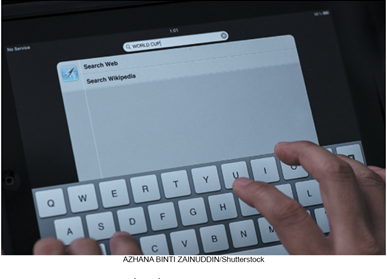 No Service
1:51
WORLD CUP
Search Web
Search Wikipedia
Q W E R T Y U I
A S D F G H J
C V B N M
AZHANA BINTI ZAINUDDIN/Shutterstock